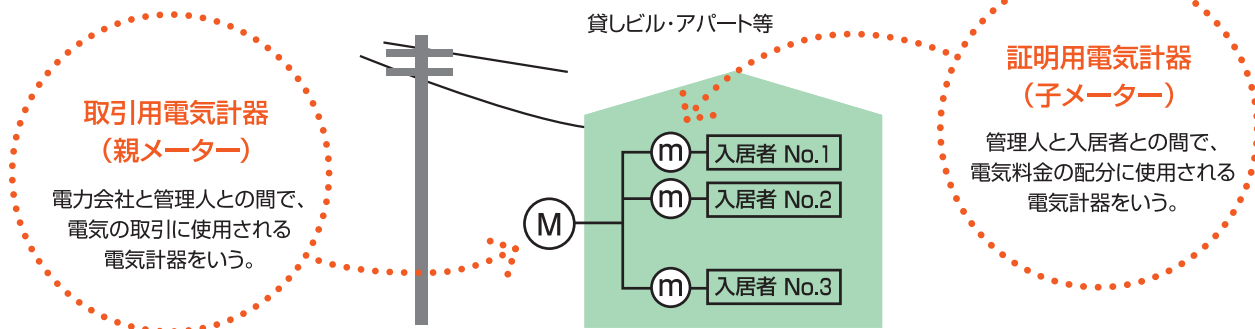 貸しビル・アパート等
取引用電気計器
（親メーター）
電力会社と管理人との間で、
電気の取引に使用される
電気計器をいう。
M
m
入居者 No.1
m
入居者 No.2
m
入居者 No.3
証明用電気計器
（子メーター）
管理人と入居者との間で、
電気料金の配分に使用される
電気計器をいう。